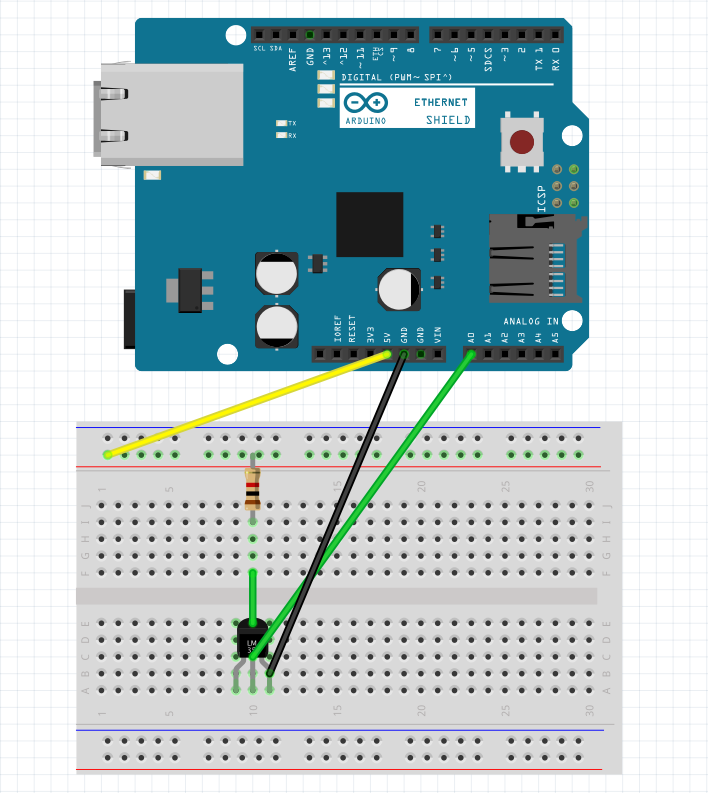 SCL SDA AREF GND ^13 ^12 ~11 ETH CS ~9 8 7 ~6 ~5 SDCS ~3 2 TX 1 RX 0
DIGITAL (PWM~ SPI^)
ARDUINO
ETHERNET
SHIELD
TX
RX
ICSP
ANALOG IN
IOREF RESET 3V3 5V GND GND VIN A0 A1 A2 A3 A4 A5
1 5 10 15 20 25 30
J J
I I
H H
G G
F F
E E
D D
LM
C C
B B
A A
1 5 10 15 20 25 30